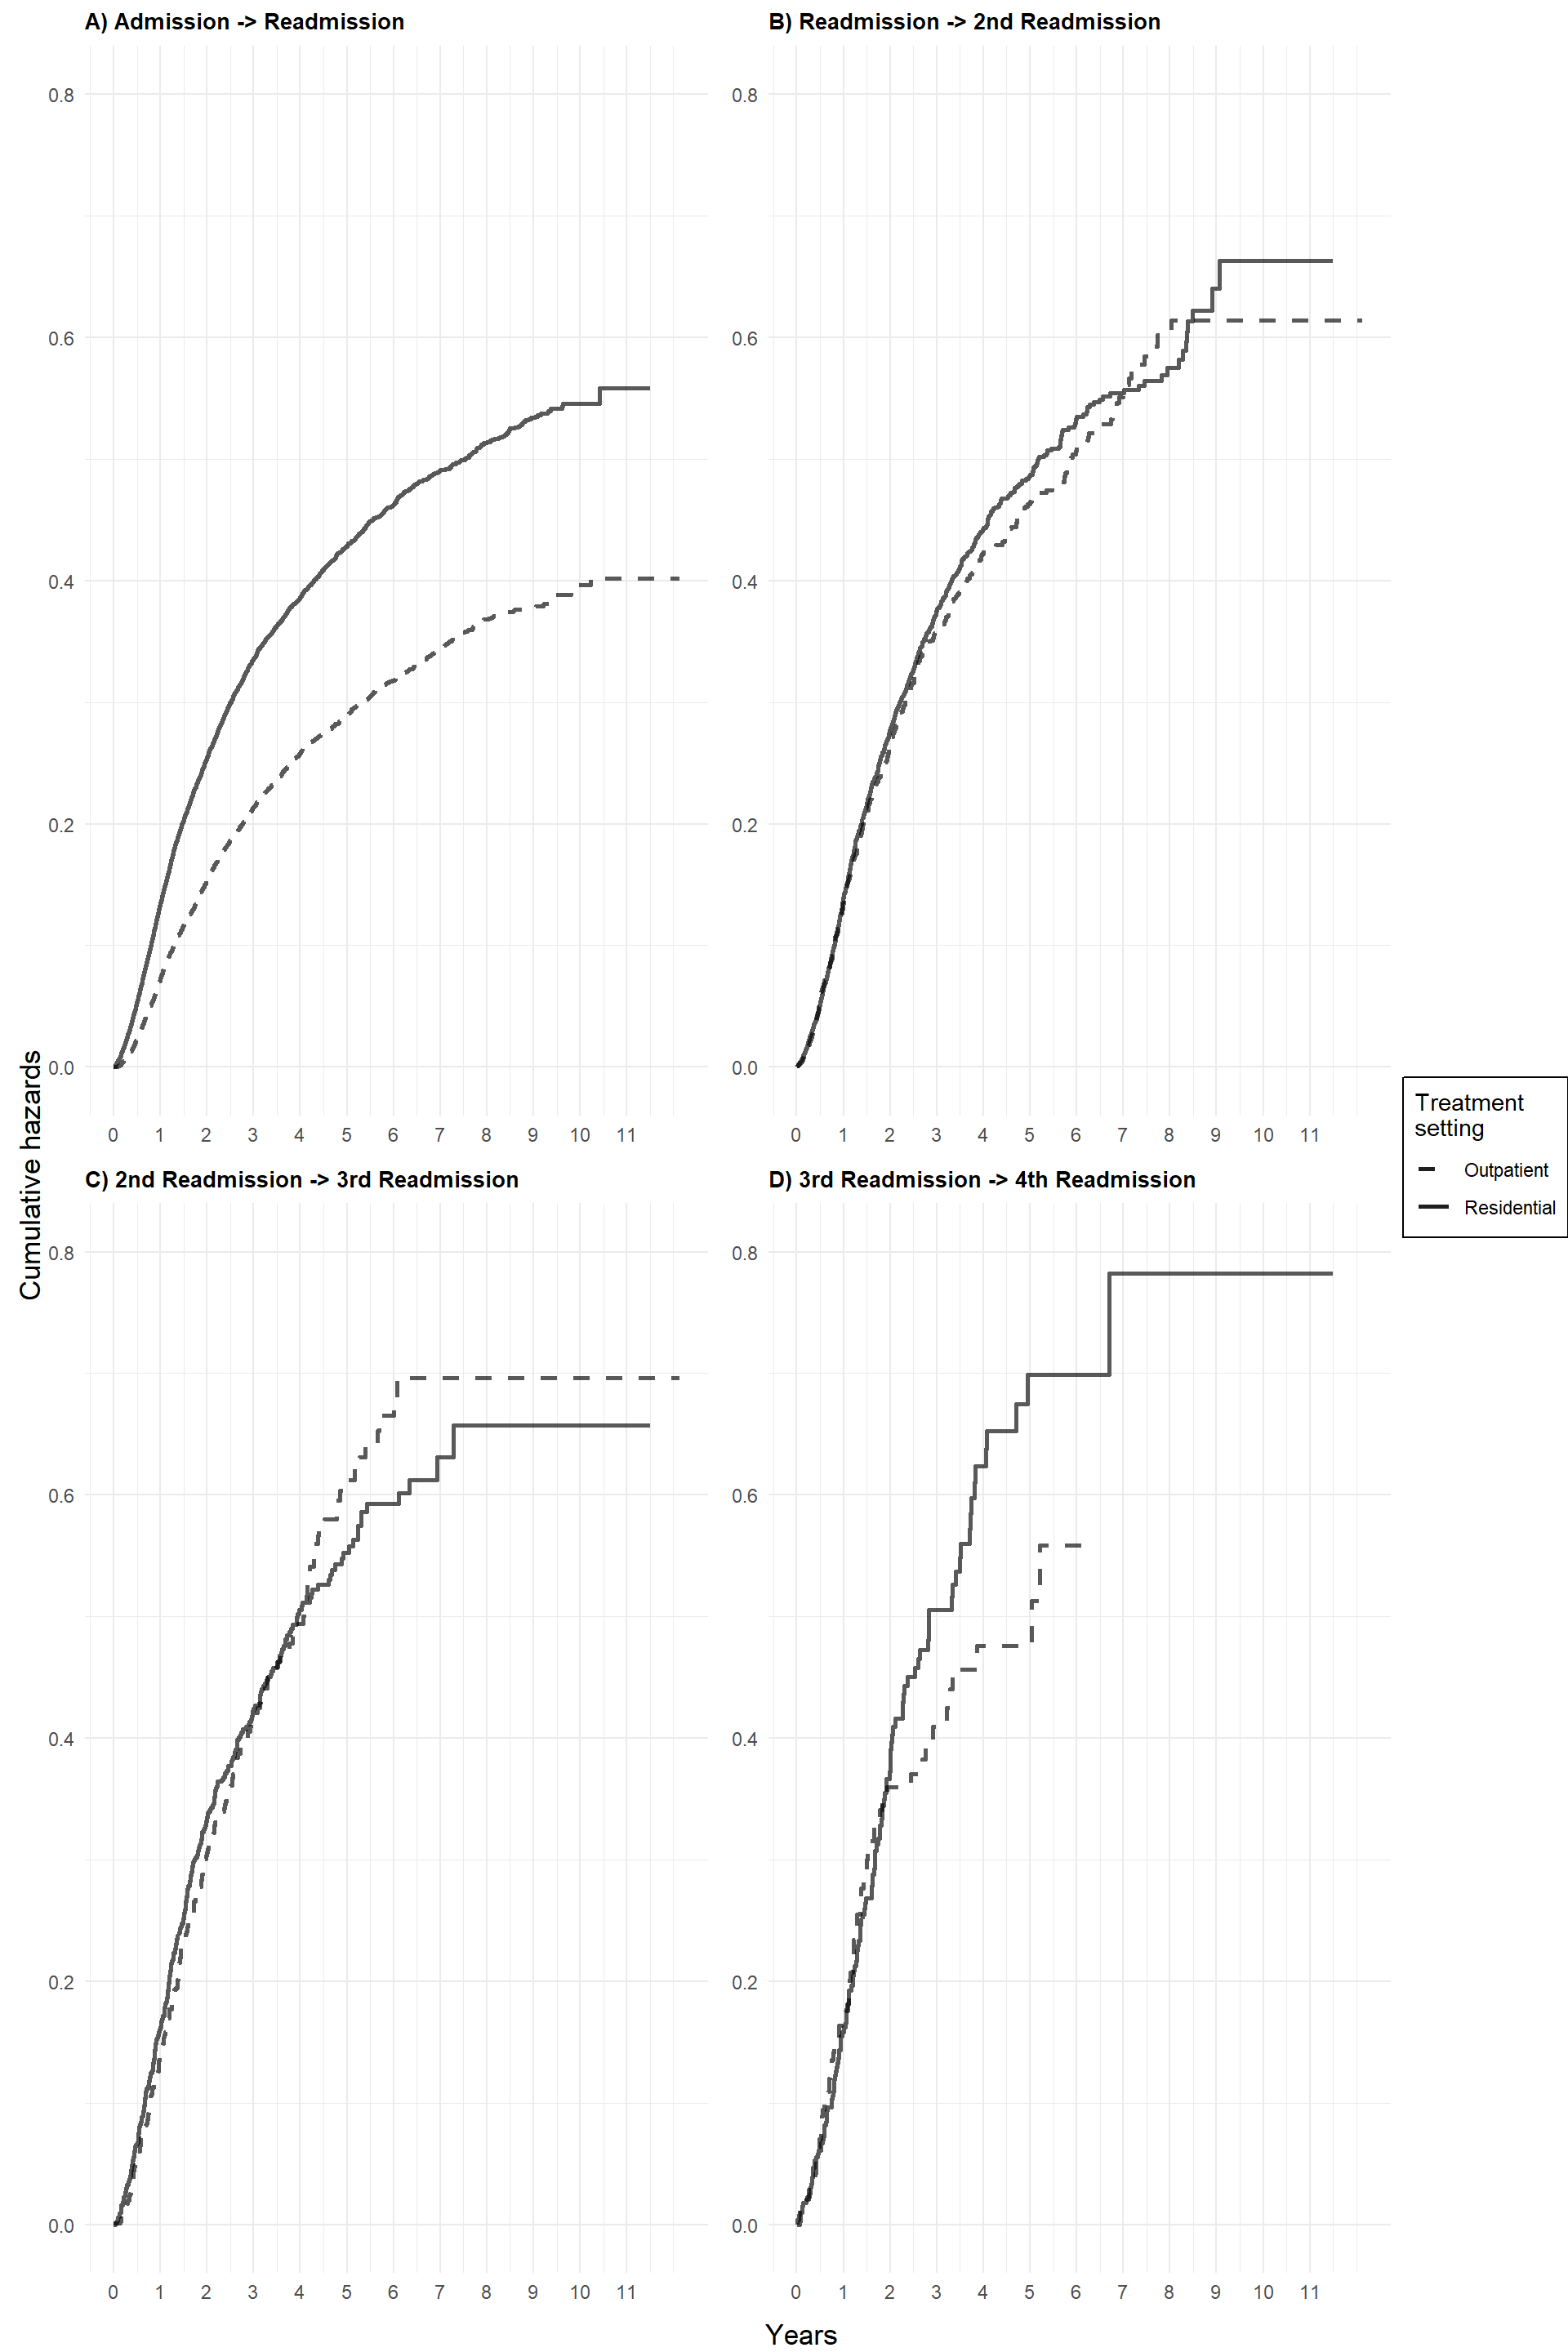 A) Admission -> Readmission
B) Readmission -> 2nd Readmission
0.8
0.6
0.4
0.2
0.0
0 1 2 3 4 5 6 7 8 9 10 11
0.8
0.6
0.4
0.2
0.0
0 1 2 3 4 5 6 7 8 9 10 11
C) 2nd Readmission -> 3rd Readmission
D) 3rd Readmission -> 4th Readmission
0.8
0.6
0.4
0.2
0.0
0 1 2 3 4 5 6 7 8 9 10 11
0.8
0.6
0.4
0.2
0.0
0 1 2 3 4 5 6 7 8 9 10 11
Cumulative hazards
Years
Treatment
setting
Outpatient
Residential